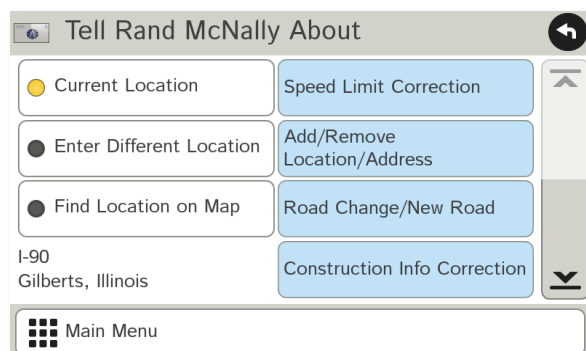 Tell Rand McNally About
Current Location
Speed Limit Correction
Enter Different Location
Add/Remove
Location/Address
Find Location on Map
Road Change/New Road
I-90
Gilberts, Illinois
Construction Info Correction
Main Menu